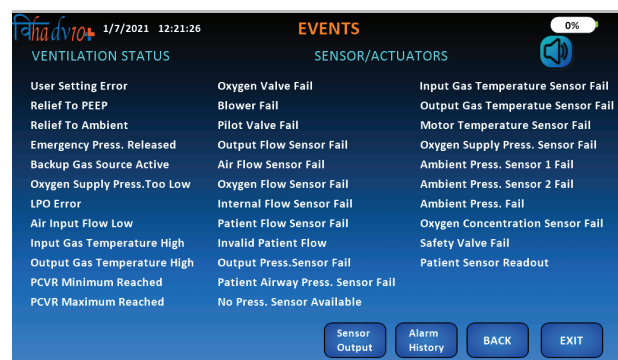 Vibhadv10+ 1/7/2021 12:21:26
EVENTS
0%
VENTILATION STATUS
SENSOR/ACTUATORS
User Setting Error
Relief To PEEP
Relief To Ambient
Emergency Press. Released
Backup Gas Source Active
Oxygen Supply Press.Too Low
LPO Error
Air Input Flow Low
Input Gas Temperature High
Output Gas Temperature High
PCVR Minimum Reached
PCVR Maximum Reached
Oxygen Valve Fail
Blower Fail
Pilot Valve Fail
Output Flow Sensor Fail
Air Flow Sensor Fail
Oxygen Flow Sensor Fail
Internal Flow Sensor Fail
Patient Flow Sensor Fail
Invalid Patient Flow
Output Press.Sensor Fail
Patient Airway Press. Sensor Fail
No Press. Sensor Available
Input Gas Temperature Sensor Fail
Output Gas Temperatue Sensor Fail
Motor Temperature Sensor Fail
Oxygen Supply Press. Sensor Fail
Ambient Press. Sensor 1 Fail
Ambient Press. Sensor 2 Fail
Ambient Press. Fail
Oxygen Concentration Sensor Fail
Safety Valve Fail
Patient Sensor Readout
Sensor
Output
Alarm
History
BACK
EXIT